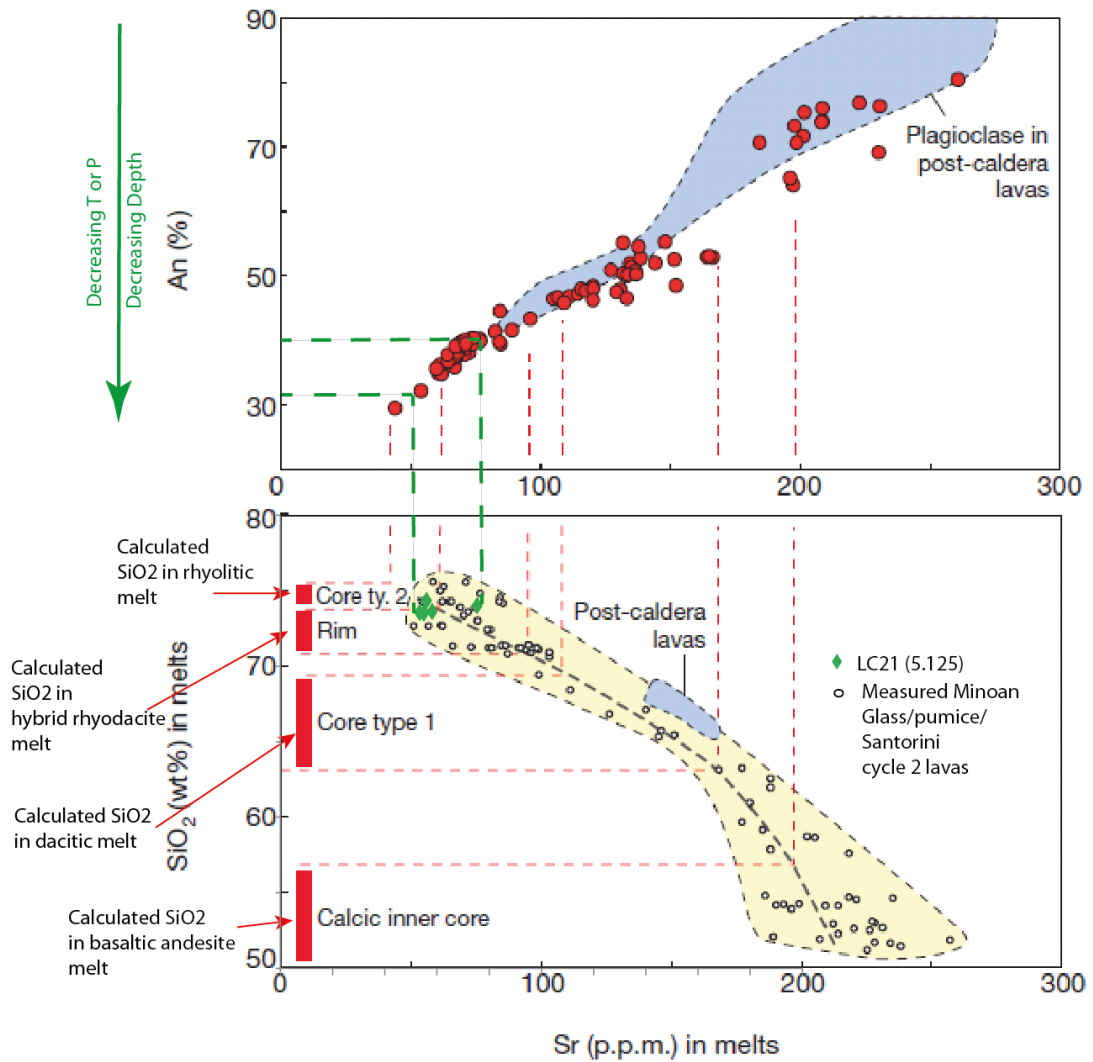 90
70
50
30
An (%)
Decreasing T or P
Decreasing Depth
Plagioclase in
post-caldera
lavas
0
100
200
300
80
70
60
50
SiO₂ (wt%) in melts
Calculated
SiO2 in rhyolitic
melt
Core ty. 2
Rim
Calculated
SiO2 in
hybrid rhyodacite
melt
Core type 1
Calculated SiO2
in dacitic melt
Calculated SiO2
in basaltic andesite
melt
Calcic inner core
Post-caldera
lavas
LC21 (5.125)
Measured Minoan
Glass/pumice/
Santorini
cycle 2 lavas
0
100
200
300
Sr (p.p.m.) in melts